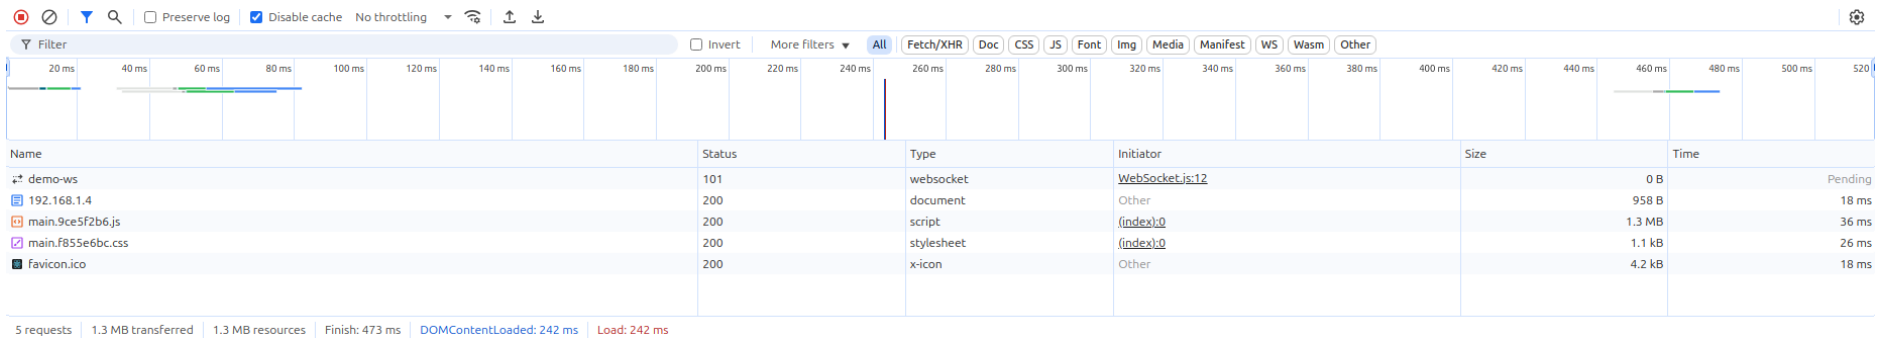 Preserve log Disable cache No throttling
Filter Invert More filters All Fetch/XHR Doc CSS JS Font Img Media Manifest WS Wasm Other
20 ms 40 ms 60 ms 80 ms 100 ms 120 ms 140 ms 160 ms 180 ms 200 ms 220 ms 240 ms 260 ms 280 ms 300 ms 320 ms 340 ms 360 ms 380 ms 400 ms 420 ms 440 ms 460 ms 480 ms 500 ms 520
Name Status Type Initiator Size Time
demo-ws 101 websocket WebSocket.js:12 0 B Pending
192.168.1.4 200 document Other 958 B 18 ms
main.9ce5f2b6.js 200 script (index):0 1.3 MB 36 ms
main.f855e6bc.css 200 stylesheet (index):0 1.1 kB 26 ms
favicon.ico 200 x-icon Other 4.2 kB 18 ms
5 requests 1.3 MB transferred 1.3 MB resources Finish: 473 ms DOMContentLoaded: 242 ms Load: 242 ms